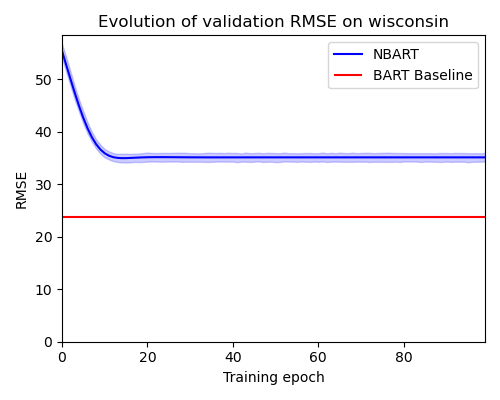 Evolution of validation RMSE on wisconsin
NBART
BART Baseline
50
40
30
20
10
0
RMSE
0 20 40 60 80
Training epoch